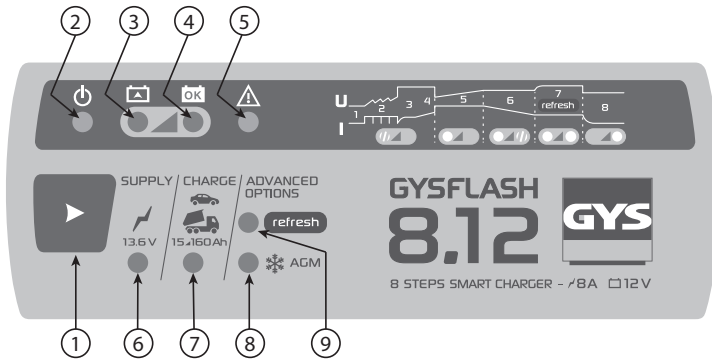 2 3 4 5
OK
U
I
1 2 3 4 5 6 7 8
refresh
SUPPLY / CHARGE / ADVANCED
OPTIONS
13.6 V
15 160 Ah
refresh
AGM
GYSFLASH
8.12
GYS
8 STEPS SMART CHARGER - 8A 12V
1 6 7 8 9